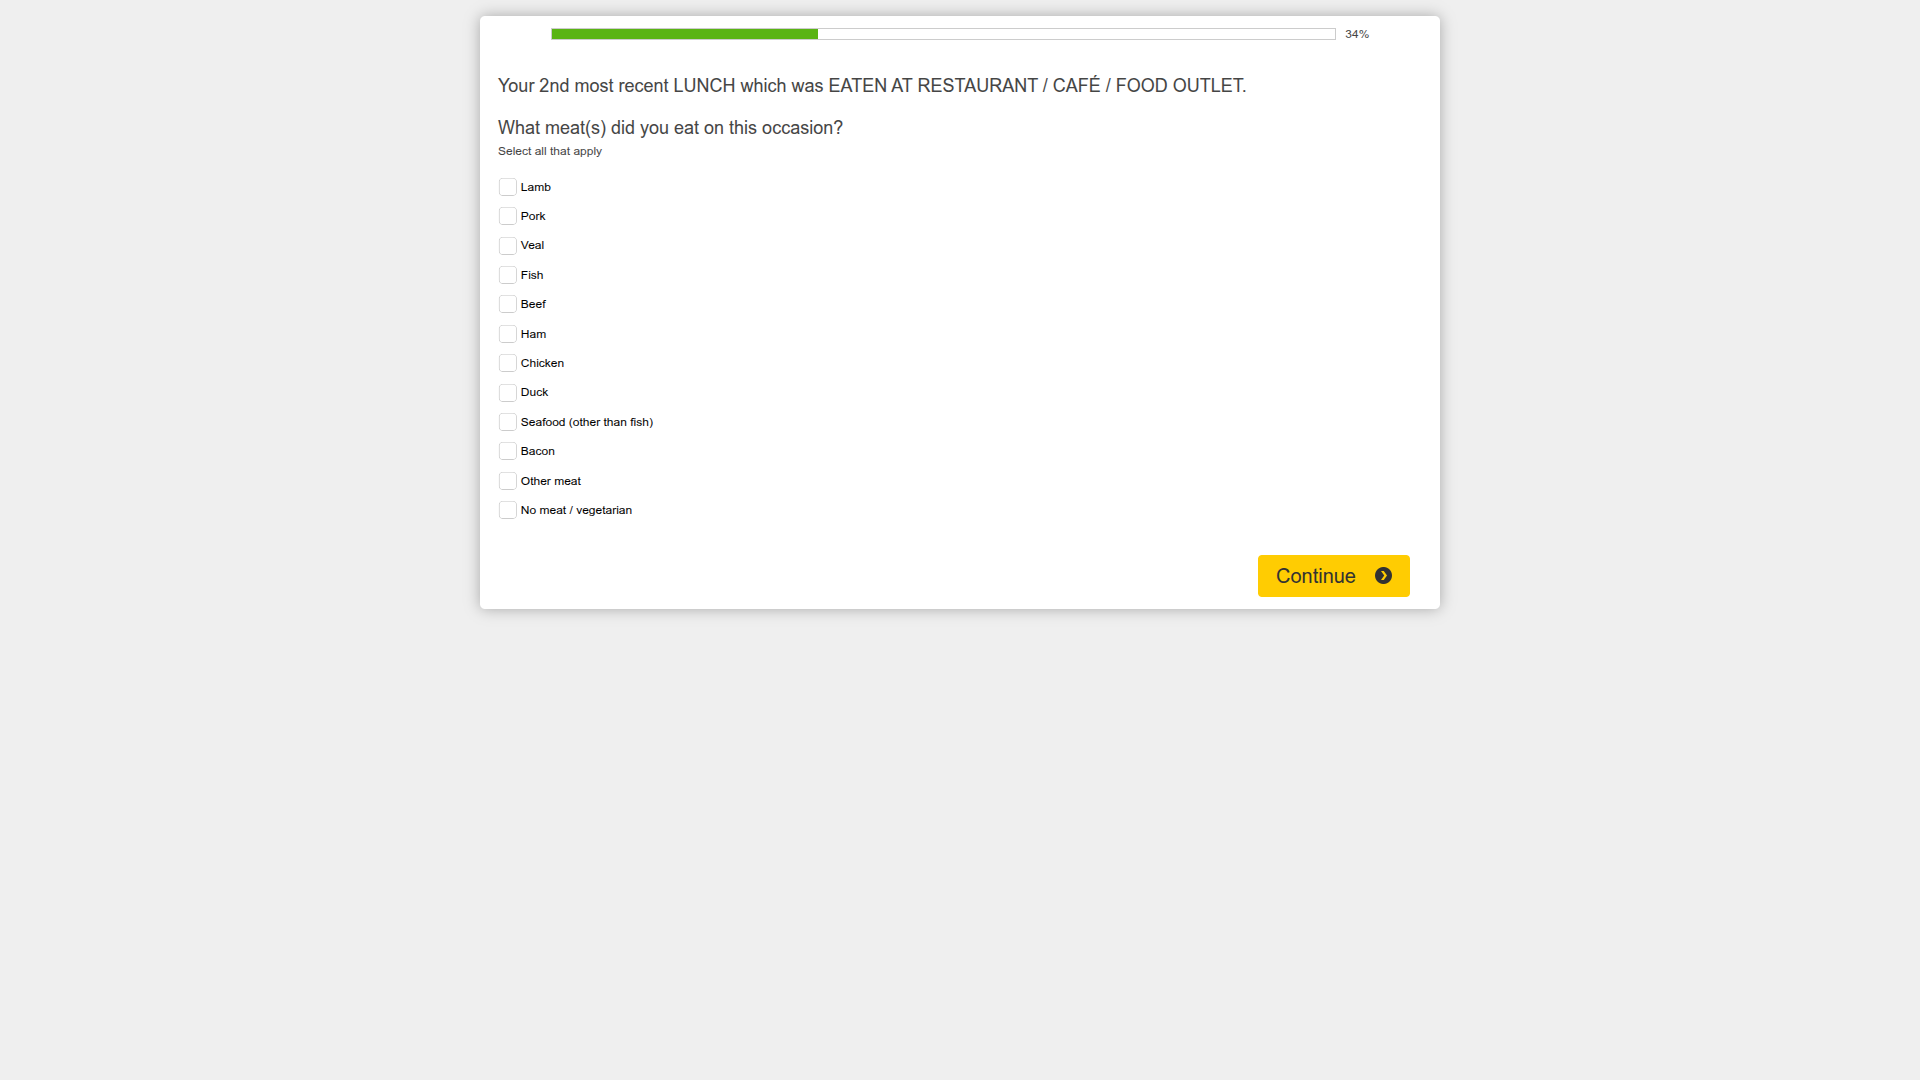 34%
Your 2nd most recent LUNCH which was EATEN AT RESTAURANT / CAFÉ / FOOD OUTLET.
What meat(s) did you eat on this occasion?
Select all that apply
Lamb
Pork
Veal
Fish
Beef
Ham
Chicken
Duck
Seafood (other than fish)
Bacon
Other meat
No meat / vegetarian
Continue